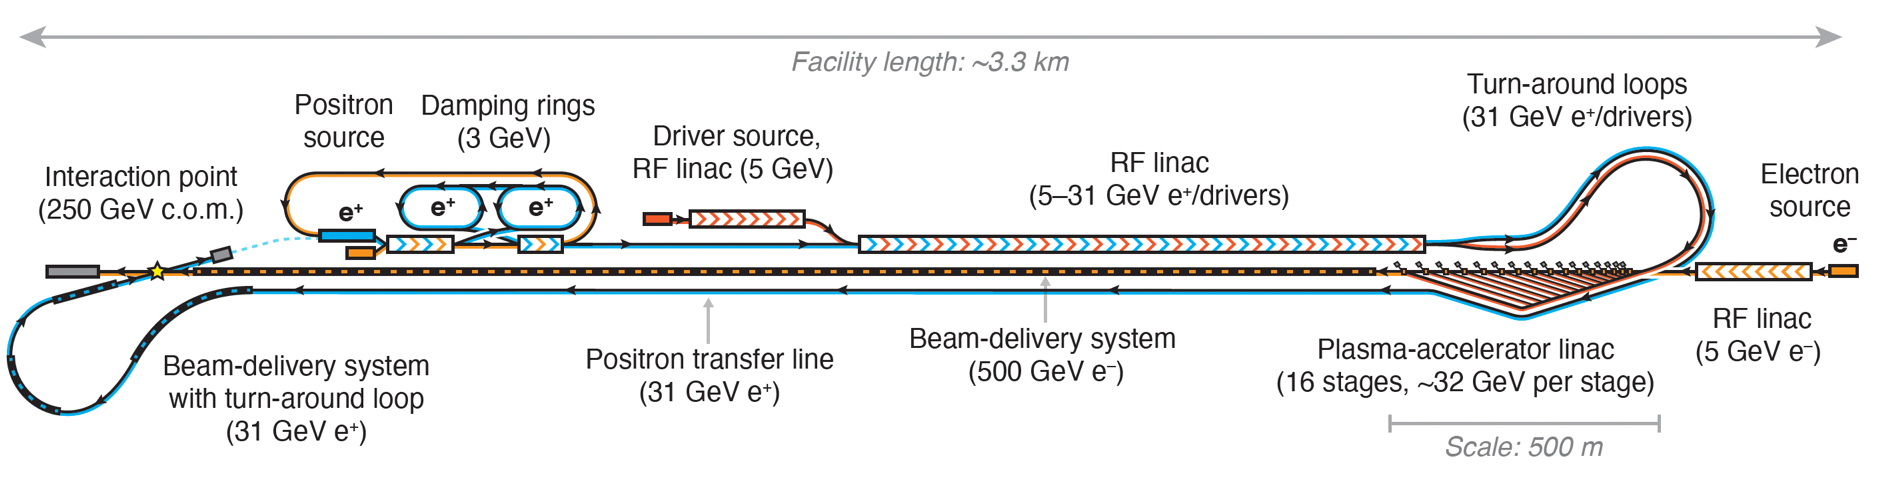 Facility length: ~3.3 km
Turn-around loops
(31 GeV e⁺/drivers)
Positron
source
Damping rings
(3 GeV)
Driver source,
RF linac (5 GeV)
RF linac
(5–31 GeV e⁺/drivers)
Electron
source
Interaction point
(250 GeV c.o.m.)
e⁺
e⁺
e⁺
e⁻
RF linac
(5 GeV e⁻)
Beam-delivery system
(500 GeV e⁻)
Plasma-accelerator linac
(16 stages, ~32 GeV per stage)
Positron transfer line
(31 GeV e⁺)
Beam-delivery system
with turn-around loop
(31 GeV e⁺)
Scale: 500 m